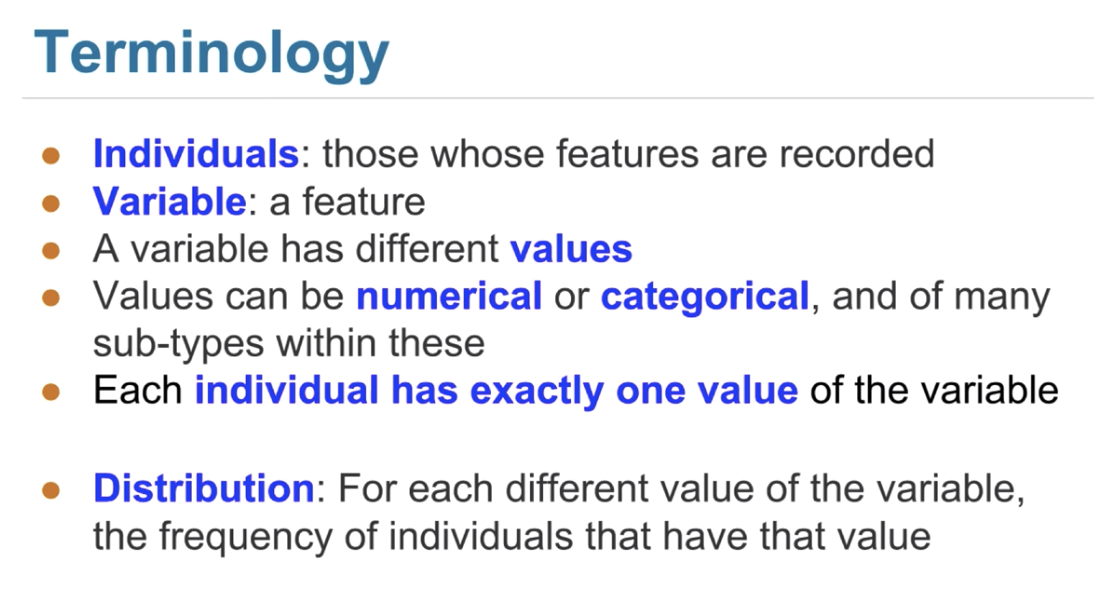 Terminology
● Individuals: those whose features are recorded
● Variable: a feature
● A variable has different values
● Values can be numerical or categorical, and of many
sub-types within these
● Each individual has exactly one value of the variable
● Distribution: For each different value of the variable,
the frequency of individuals that have that value